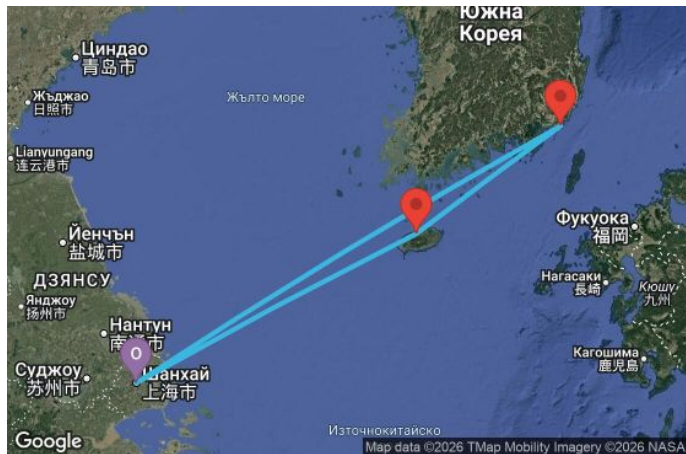 Южна
Корея
Циндао
青岛市
Жъджао
日照市
Жълто море
Lianyungang
连云港市
Йенчън
盐城市
Фукуока
福岡
ДЗЯНСУ
Янджоу
扬州市
Нагасаки
長崎
Кюшу
九州
Нантун
南通市
O
Шанхай
上海市
Суджоу
苏州市
Кагошима
鹿児島
Източнокитайско
Google
Map data ©2026 TMap Mobility Imagery ©2026 NASA